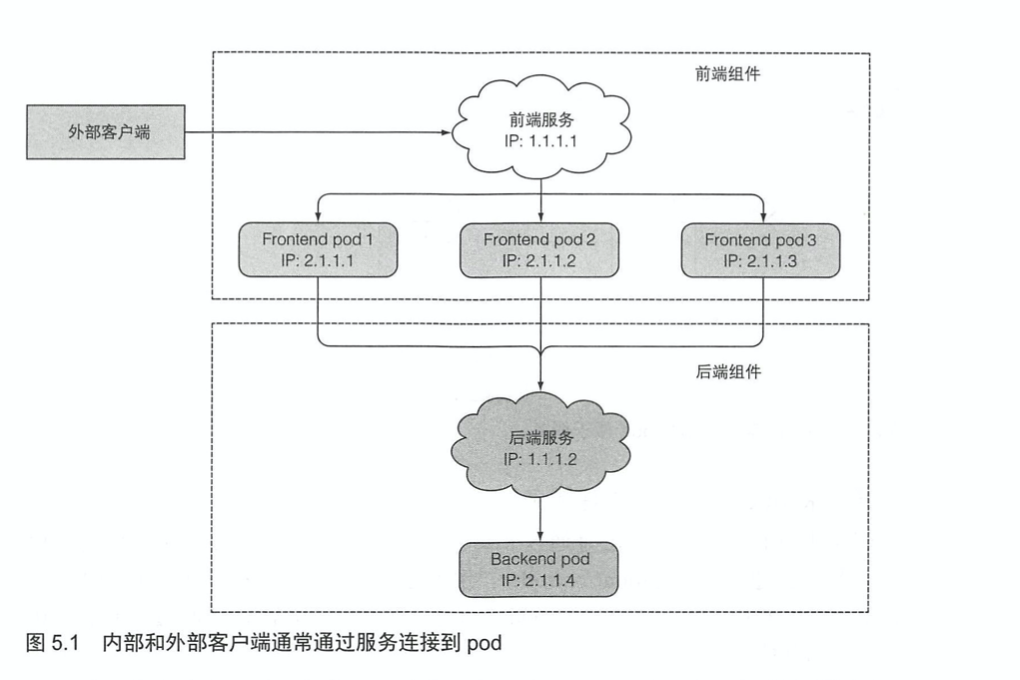 前端组件
外部客户端
前端服务
IP: 1.1.1.1
Frontend pod 1
IP: 2.1.1.1
Frontend pod 2
IP: 2.1.1.2
Frontend pod 3
IP: 2.1.1.3
后端组件
后端服务
IP: 1.1.1.2
Backend pod
IP: 2.1.1.4
图 5.1 内部和外部客户端通常通过服务连接到 pod